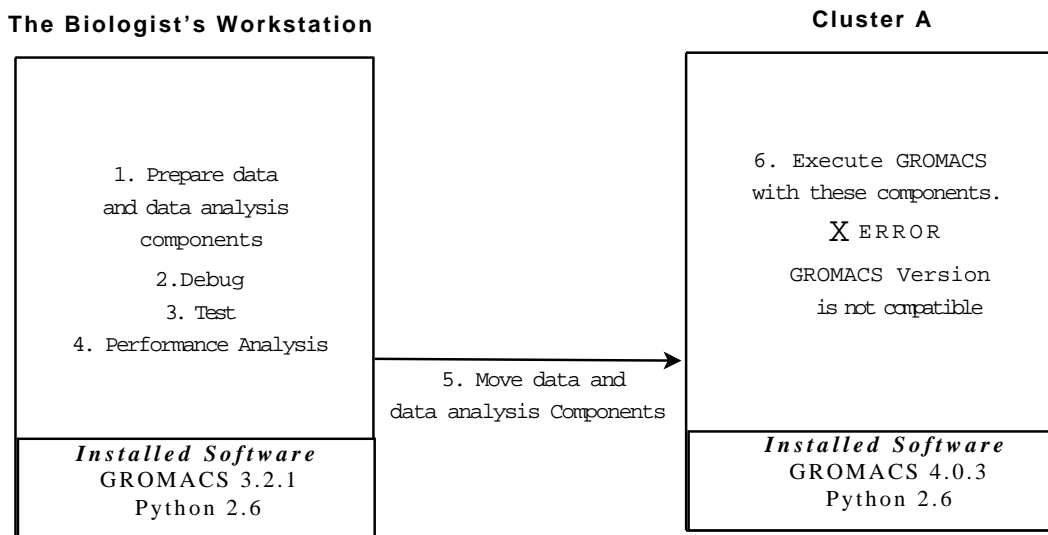 The Biologist's Workstation
1. Prepare data
and data analysis
components
2.Debug
3. Test
4. Performance Analysis
Installed Software
GROMACS 3.2.1
Python 2.6
5. Move data and
data analysis Components
Cluster A
6. Execute GROMACS
with these components.
X ERROR
GROMACS Version
is not compatible
Installed Software
GROMACS 4.0.3
Python 2.6